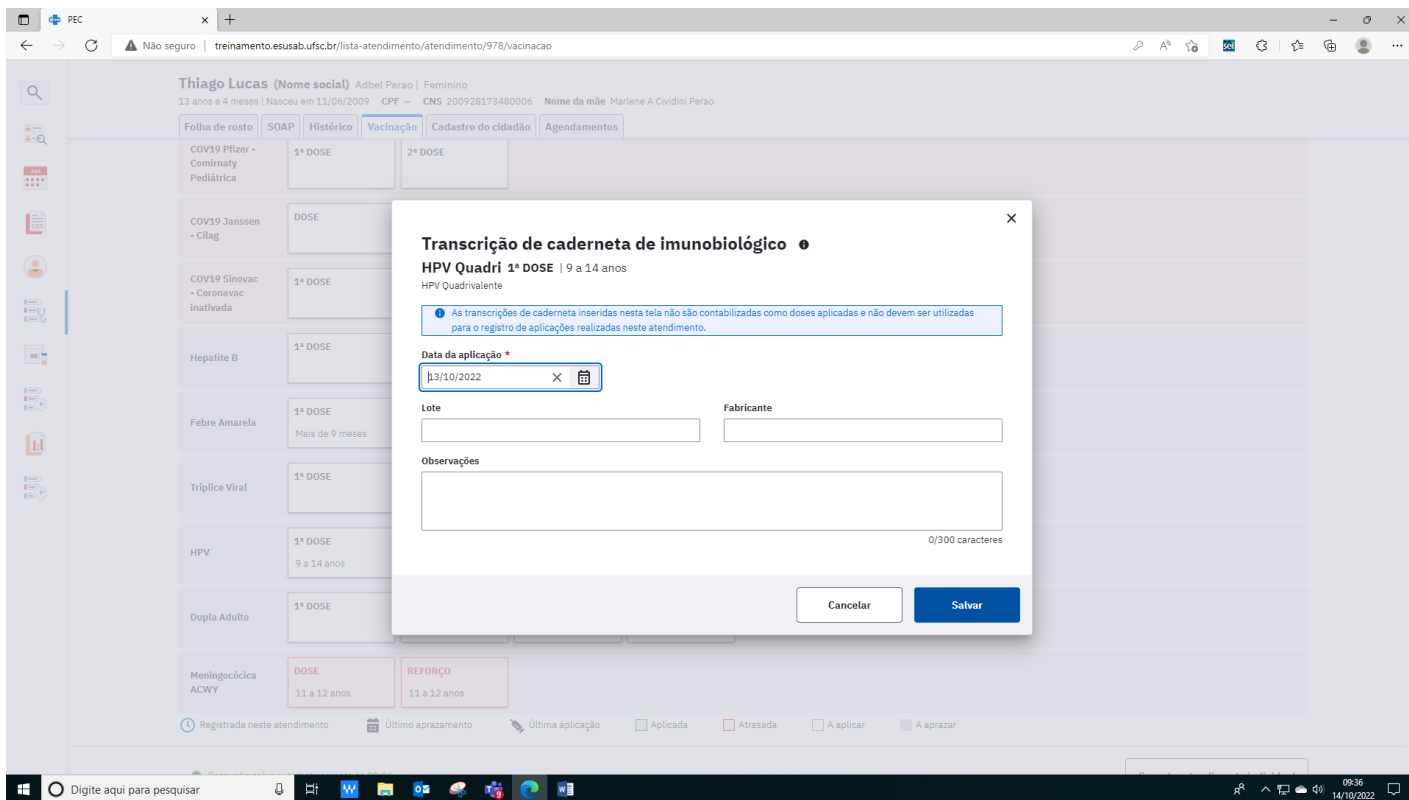 PEC
Não seguro
treinamento.esusab.ufsc.br/lista-atendimento/atendimento/978/vacinacao
Thiago Lucas (Nome social) Adbel Perao | Feminino
13 anos e 4 meses | Nasceu em 11/06/2009 CPF — CNS 200928173480006 Nome da mãe Marlene A Cividini Perao
Folha de rosto SOAP Histórico Vacinação Cadastro do cidadão Agendamentos
COV19 Pfizer - Comirnaty Pediátrica
1ª DOSE
2ª DOSE
COV19 Janssen - Cilag
DOSE
COV19 Sinovac - Coronavac inativada
1ª DOSE
Hepatite B
1ª DOSE
Febre Amarela
1ª DOSE
Mais de 9 meses
Tríplice Viral
1ª DOSE
HPV
1ª DOSE
9 a 14 anos
Dupla Adulto
1ª DOSE
Meningocócica ACWY
DOSE
11 a 12 anos
REFORÇO
11 a 12 anos
Transcrição de caderneta de imunobiológico
HPV Quadri 1ª DOSE | 9 a 14 anos
HPV Quadrivalente
As transcrições de caderneta inseridas nesta tela não são contabilizadas como doses aplicadas e não devem ser utilizadas
para o registro de aplicações realizadas neste atendimento.
Data da aplicação *
13/10/2022
Lote
Fabricante
Observações
0/300 caracteres
Cancelar
Salvar
Registrada neste atendimento
Último aprazamento
Última aplicação
Aplicada
Atrasada
A aplicar
A aprazar
Digite aqui para pesquisar
09:36
14/10/2022